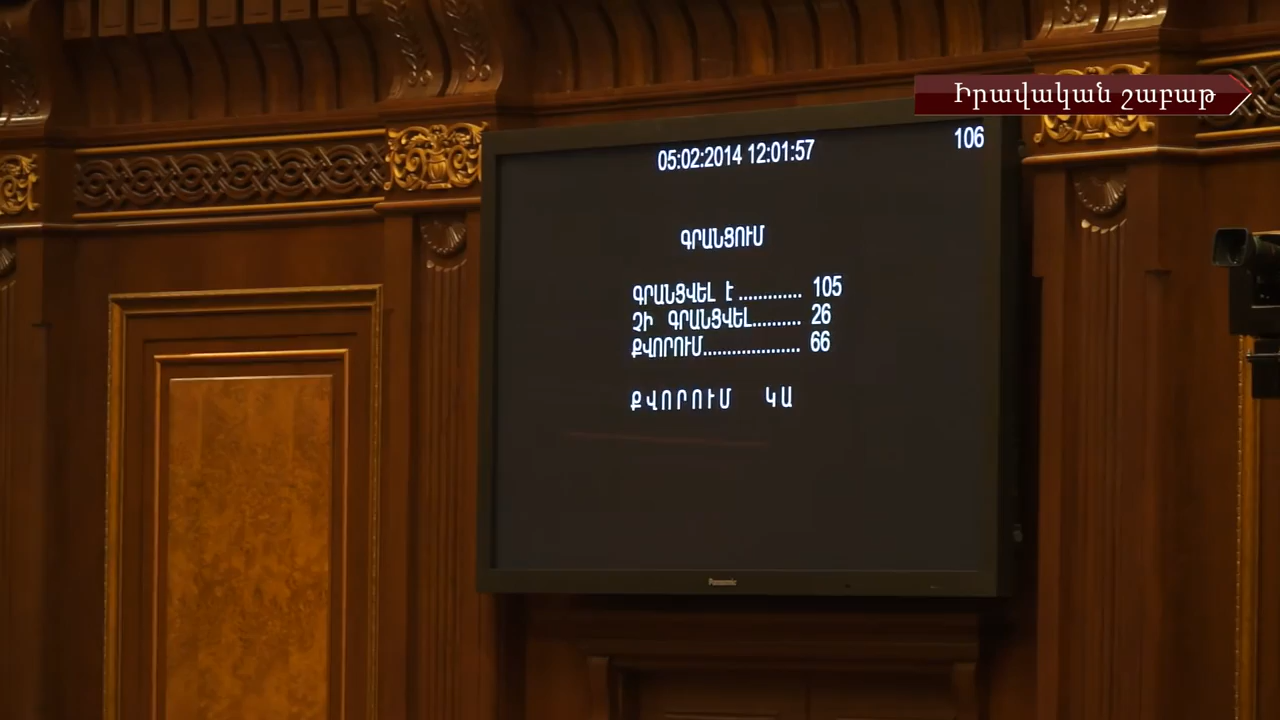 Իրավական շաբաթ
05:02:2014 12:01:57
106
ԳՐԱՆՑՈՒՄ
ԳՐԱՆՑՎԵԼ Է ............. 105
ՉԻ ԳՐԱՆՑՎԵԼ.......... 26
ՔՎՈՐՈՒՄ.................... 66
ՔՎՈՐՈՒՄ ԿԱ
Panasonic